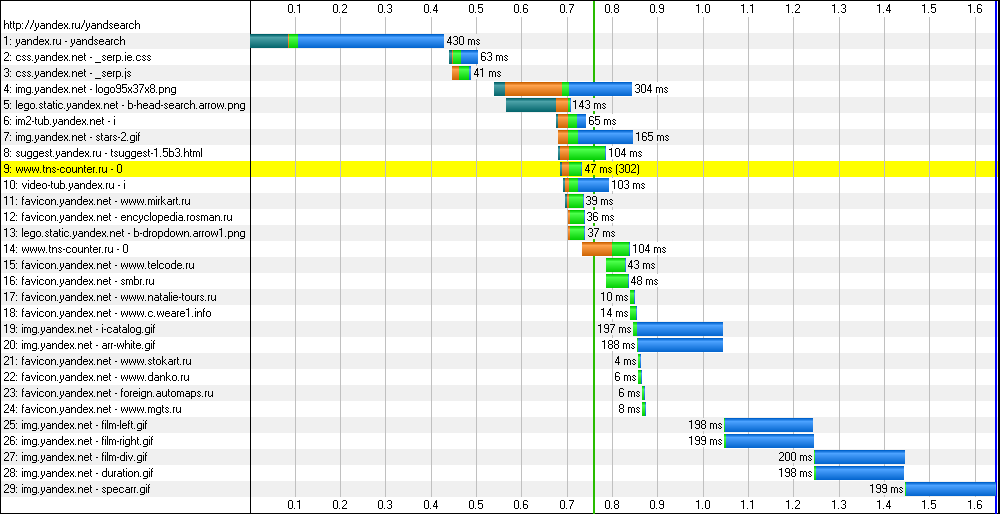 0.1 0.2 0.3 0.4 0.5 0.6 0.7 0.8 0.9 1.0 1.1 1.2 1.3 1.4 1.5 1.6
http://yandex.ru/yandsearch
1: yandex.ru - yandsearch 430 ms
2: css.yandex.net - _serp.ie.css 63 ms
3: css.yandex.net - _serp.js 41 ms
4: img.yandex.net - logo95x37x8.png 304 ms
5: lego.static.yandex.net - b-head-search.arrow.png 143 ms
6: im2-tub.yandex.net - i 65 ms
7: img.yandex.net - stars-2.gif 165 ms
8: suggest.yandex.ru - tsuggest-1.5b3.html 104 ms
9: www.tns-counter.ru - 0 47 ms (302)
10: video-tub.yandex.ru - i 103 ms
11: favicon.yandex.net - www.mirkart.ru 39 ms
12: favicon.yandex.net - encyclopedia.rosman.ru 36 ms
13: lego.static.yandex.net - b-dropdown.arrow1.png 37 ms
14: www.tns-counter.ru - 0 104 ms
15: favicon.yandex.net - www.telcode.ru 43 ms
16: favicon.yandex.net - smbr.ru 48 ms
17: favicon.yandex.net - www.natalie-tours.ru 10 ms
18: favicon.yandex.net - www.c.weare1.info 14 ms
19: img.yandex.net - i-catalog.gif 197 ms
20: img.yandex.net - arr-white.gif 188 ms
21: favicon.yandex.net - www.stokart.ru 4 ms
22: favicon.yandex.net - www.danko.ru 6 ms
23: favicon.yandex.net - foreign.automaps.ru 6 ms
24: favicon.yandex.net - www.mgts.ru 8 ms
25: img.yandex.net - film-left.gif 198 ms
26: img.yandex.net - film-right.gif 199 ms
27: img.yandex.net - film-div.gif 200 ms
28: img.yandex.net - duration.gif 198 ms
29: img.yandex.net - specarr.gif 199 ms
0.1 0.2 0.3 0.4 0.5 0.6 0.7 0.8 0.9 1.0 1.1 1.2 1.3 1.4 1.5 1.6